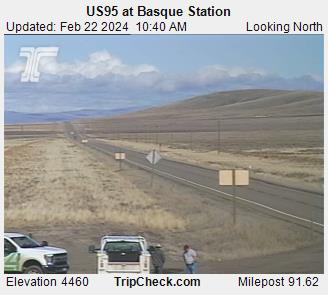 US95 at Basque Station
Updated: Feb 22 2024 10:40 AM Looking North
Elevation 4460 TripCheck.com Milepost 91.62